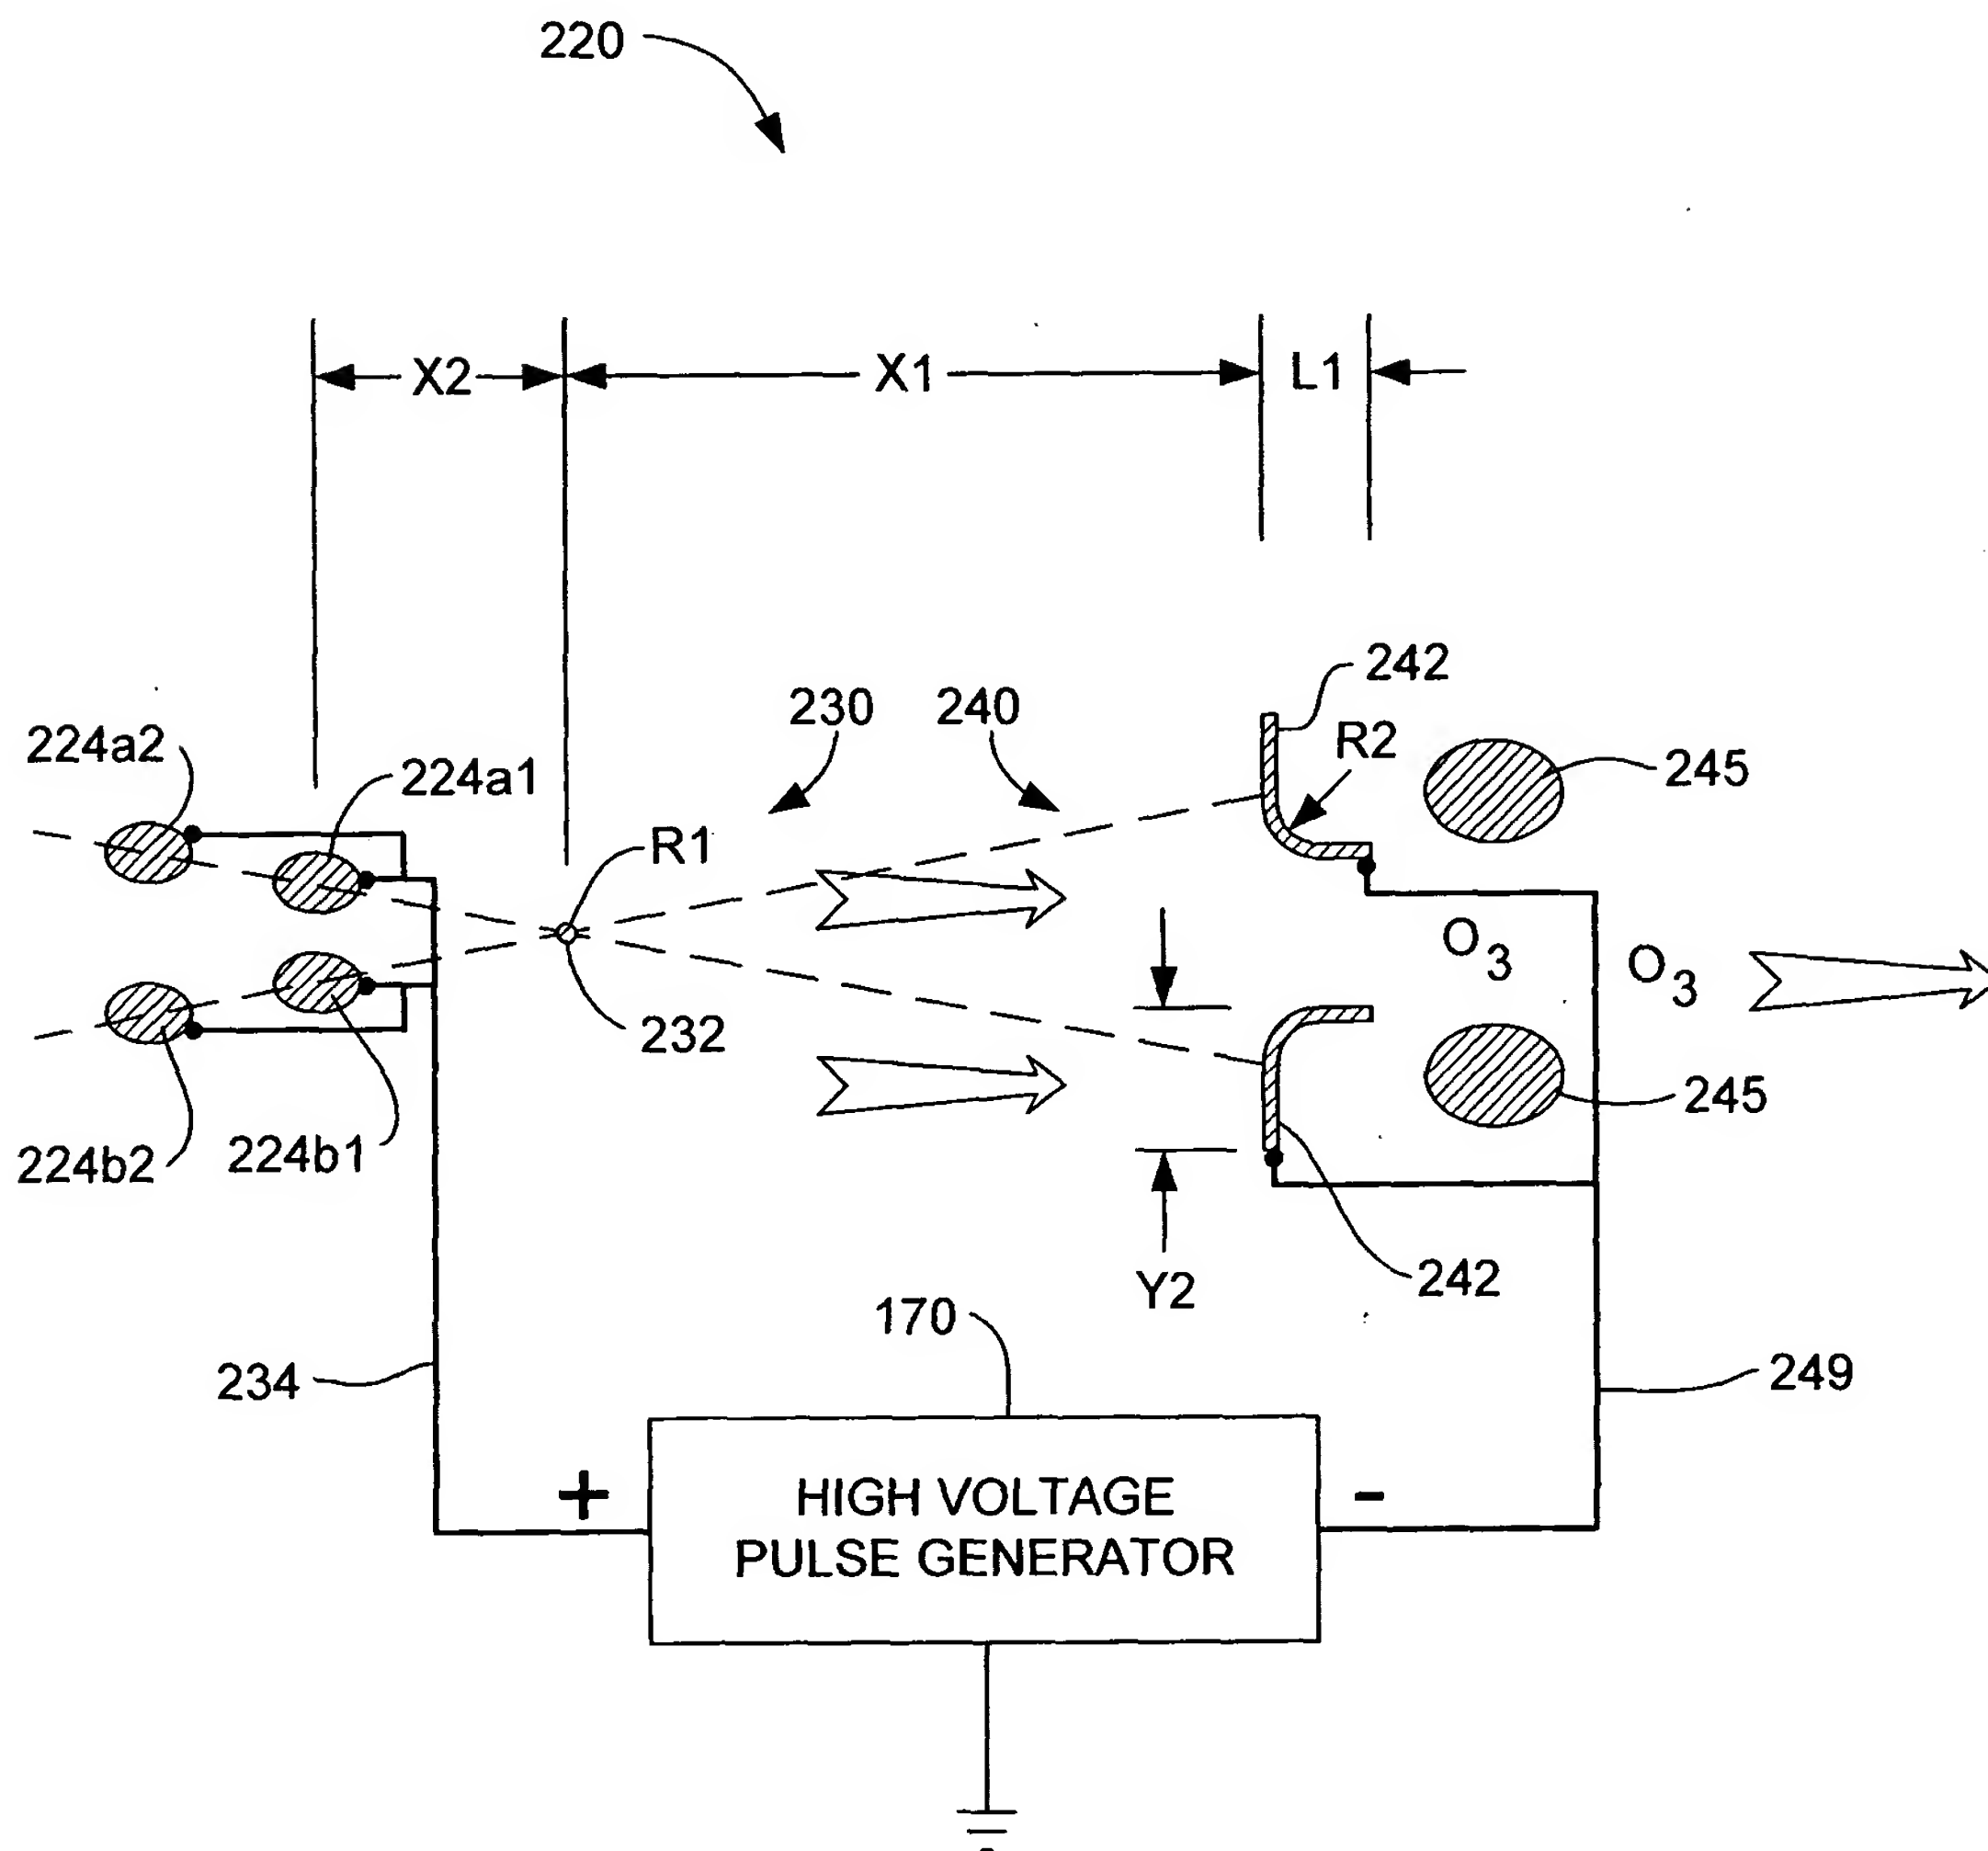 220
X2
X1
L1
242
230
240
R2
224a2
224a1
245
R1
O3
O3
232
245
224b1
224b2
242
Y2
170
234
249
+
-
HIGH VOLTAGE
PULSE GENERATOR